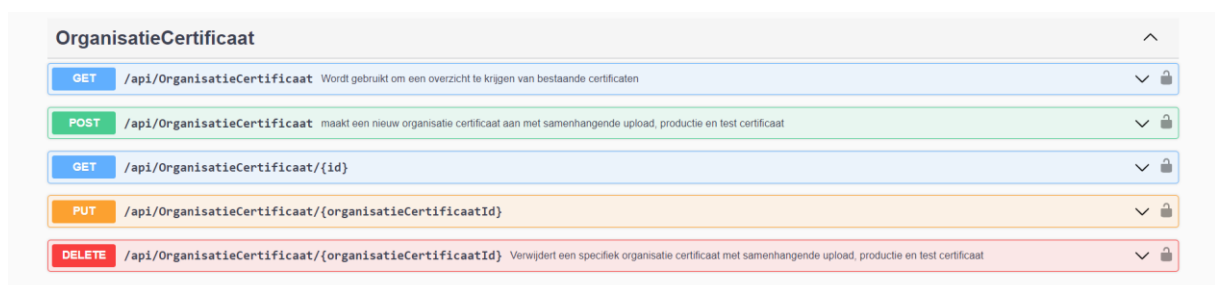 OrganisatieCertificaat
GET /api/OrganisatieCertificaat Wordt gebruikt om een overzicht te krijgen van bestaande certificaten
POST /api/OrganisatieCertificaat maakt een nieuw organisatie certificaat aan met samenhangende upload, productie en test certificaat
GET /api/OrganisatieCertificaat/{id}
PUT /api/OrganisatieCertificaat/{organisatieCertificaatId}
DELETE /api/OrganisatieCertificaat/{organisatieCertificaatId} Verwijdert een specifiek organisatie certificaat met samenhangende upload, productie en test certificaat